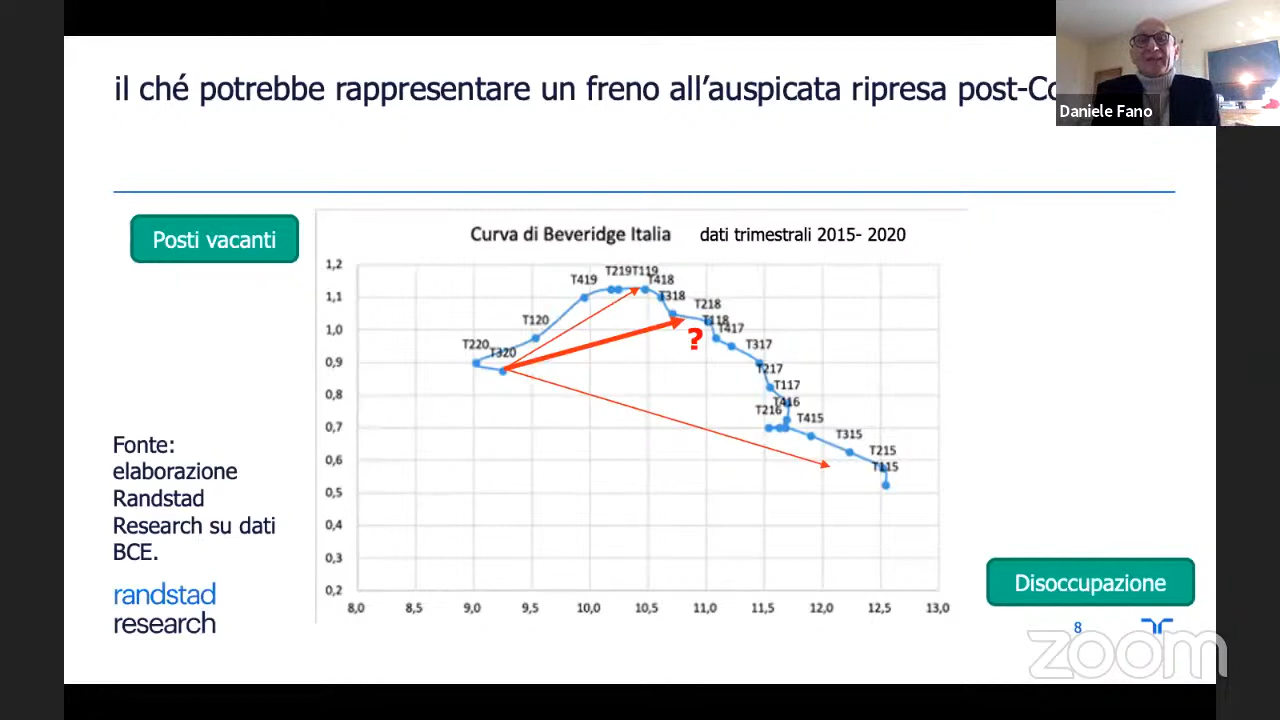 il ché potrebbe rappresentare un freno all’auspicata ripresa post-Co
Daniele Fano
Posti vacanti
Curva di Beveridge Italia dati trimestrali 2015- 2020
1,2
1,1
1,0
0,9
0,8
0,7
0,6
0,5
0,4
0,3
0,2
8,0 8,5 9,0 9,5 10,0 10,5 11,0 11,5 12,0 12,5 13,0
T419
T219
T119
T418
T318
T218
T118
T417
T120
T220
T320
?
T317
T217
T117
T416
T216
T415
T315
T215
T115
Fonte:
elaborazione
Randstad
Research su dati
BCE.
randstad
research
Disoccupazione
8
zoom